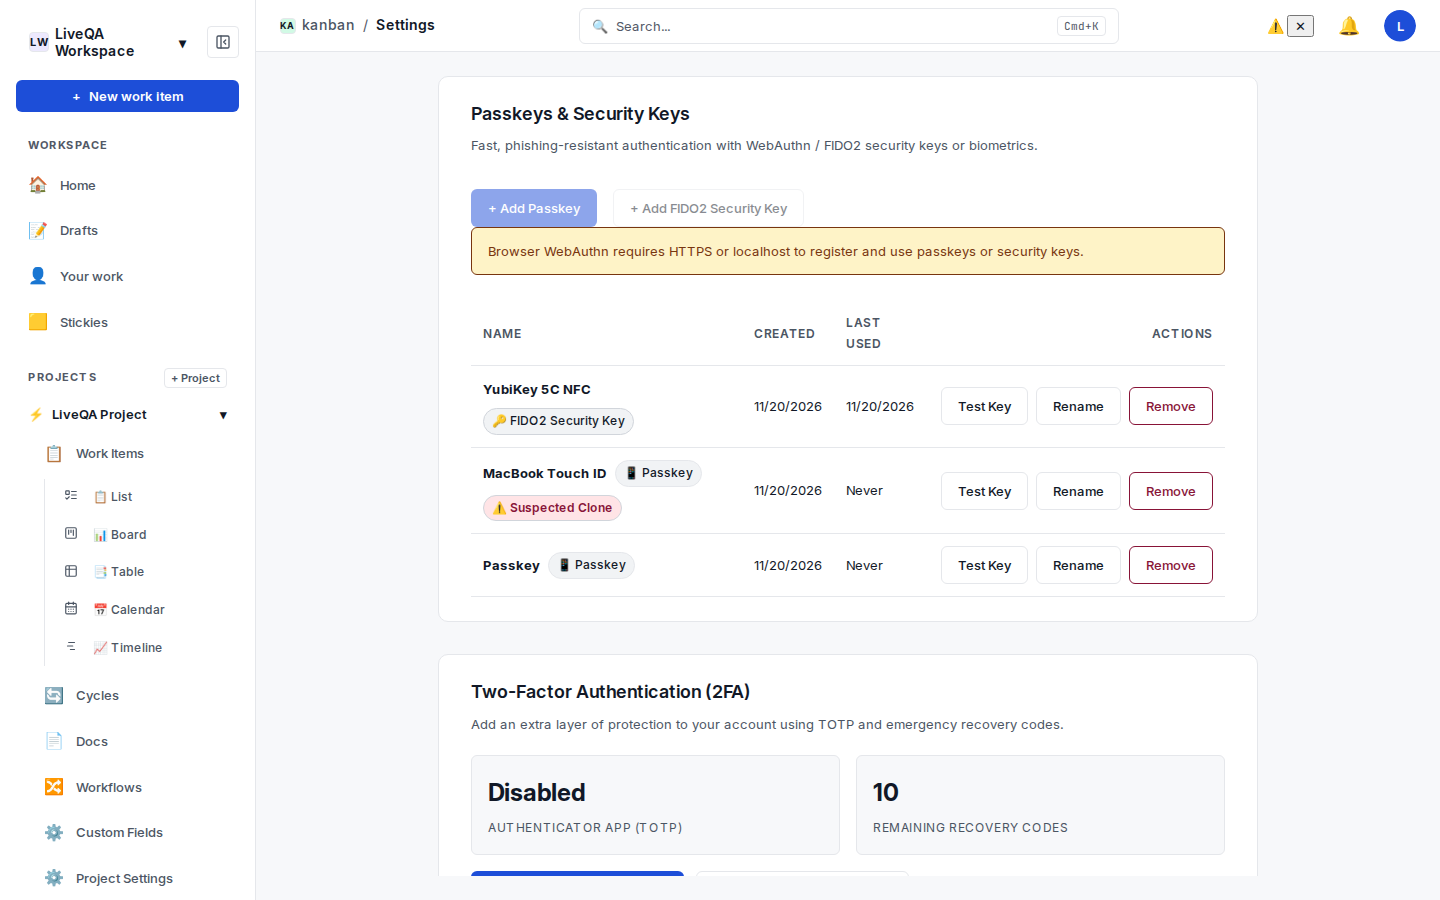 LW
LiveQA Workspace
▼
+ New work item
WORKSPACE
Home
Drafts
Your work
Stickies
PROJECTS
+ Project
LiveQA Project
▼
Work Items
List
Board
Table
Calendar
Timeline
Cycles
Docs
Workflows
Custom Fields
Project Settings
KA kanban / Settings
Search...
Cmd+K
✕
L
Passkeys & Security Keys
Fast, phishing-resistant authentication with WebAuthn / FIDO2 security keys or biometrics.
+ Add Passkey
+ Add FIDO2 Security Key
Browser WebAuthn requires HTTPS or localhost to register and use passkeys or security keys.
NAME CREATED LAST USED ACTIONS
YubiKey 5C NFC
FIDO2 Security Key
11/20/2026 11/20/2026 Test Key Rename Remove
MacBook Touch ID Passkey
Suspected Clone
11/20/2026 Never Test Key Rename Remove
Passkey Passkey 11/20/2026 Never Test Key Rename Remove
Two-Factor Authentication (2FA)
Add an extra layer of protection to your account using TOTP and emergency recovery codes.
Disabled
AUTHENTICATOR APP (TOTP)
10
REMAINING RECOVERY CODES